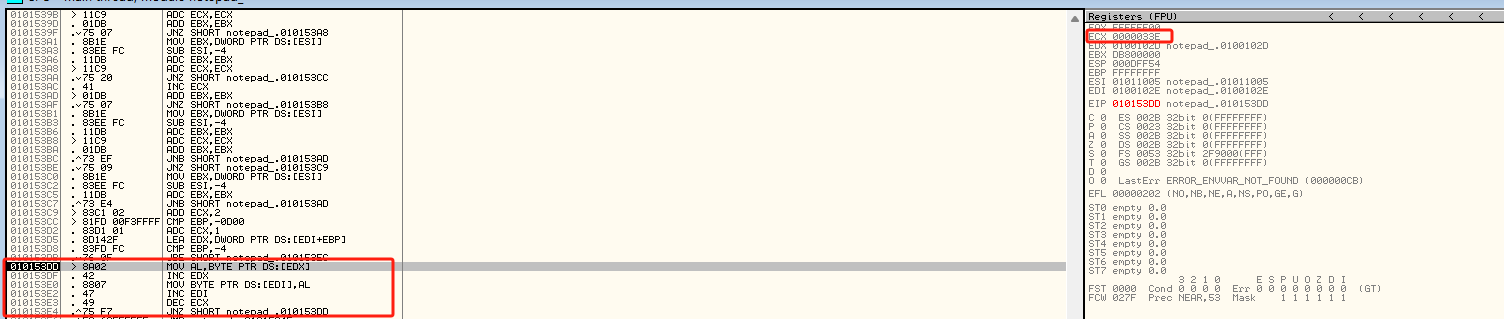 CPU - main thread, module notepad_
0101539B > 11C9 ADC ECX,ECX
0101539D . 01DB ADD EBX,EBX
0101539F .v75 07 JNZ SHORT notepad_.010153A8
010153A1 . 8B1E MOV EBX,DWORD PTR DS:[ESI]
010153A3 . 83EE FC SUB ESI,-4
010153A6 . 11DB ADC EBX,EBX
010153A8 > 11C9 ADC ECX,ECX
010153AA .v75 20 JNZ SHORT notepad_.010153CC
010153AC . 41 INC ECX
010153AD > 01DB ADD EBX,EBX
010153AF .v75 07 JNZ SHORT notepad_.010153B8
010153B1 . 8B1E MOV EBX,DWORD PTR DS:[ESI]
010153B3 . 83EE FC SUB ESI,-4
010153B6 . 11DB ADC EBX,EBX
010153B8 > 11C9 ADC ECX,ECX
010153BA . 01DB ADD EBX,EBX
010153BC .^73 EF JNB SHORT notepad_.010153AD
010153BE .v75 09 JNZ SHORT notepad_.010153C9
010153C0 . 8B1E MOV EBX,DWORD PTR DS:[ESI]
010153C2 . 83EE FC SUB ESI,-4
010153C5 . 11DB ADC EBX,EBX
010153C7 .^73 E4 JNB SHORT notepad_.010153AD
010153C9 > 83C1 02 ADD ECX,2
010153CC > 81FD 00F3FFFF CMP EBP,-0D00
010153D2 . 83D1 01 ADC ECX,1
010153D5 . 8D142F LEA EDX,DWORD PTR DS:[EDI+EBP]
010153D8 . 83FD FC CMP EBP,-4
010153DB .v76 0F JBE SHORT notepad_.010153EC
010153DD > 8A02 MOV AL,BYTE PTR DS:[EDX]
010153DF . 42 INC EDX
010153E0 . 8807 MOV BYTE PTR DS:[EDI],AL
010153E2 . 47 INC EDI
010153E3 . 49 DEC ECX
010153E4 .^75 F7 JNZ SHORT notepad_.010153DD
Registers (FPU) < < < < < <
EAX FFFFFF00
ECX 0000033E
EDX 0100102D notepad_.0100102D
EBX DB800000
ESP 000DFF54
EBP FFFFFFFF
ESI 01011005 notepad_.01011005
EDI 0100102E notepad_.0100102E
EIP 010153DD notepad_.010153DD
C 0 ES 002B 32bit 0(FFFFFFFF)
P 0 CS 0023 32bit 0(FFFFFFFF)
A 0 SS 002B 32bit 0(FFFFFFFF)
Z 0 DS 002B 32bit 0(FFFFFFFF)
S 0 FS 0053 32bit 2F9000(FFF)
T 0 GS 002B 32bit 0(FFFFFFFF)
D 0
O 0 LastErr ERROR_ENVVAR_NOT_FOUND (000000CB)
EFL 00000202 (NO,NB,NE,A,NS,PO,GE,G)
ST0 empty 0.0
ST1 empty 0.0
ST2 empty 0.0
ST3 empty 0.0
ST4 empty 0.0
ST5 empty 0.0
ST6 empty 0.0
ST7 empty 0.0
3 2 1 0 E S P U O Z D I
FST 0000 Cond 0 0 0 0 Err 0 0 0 0 0 0 0 0 (GT)
FCW 027F Prec NEAR,53 Mask 1 1 1 1 1 1